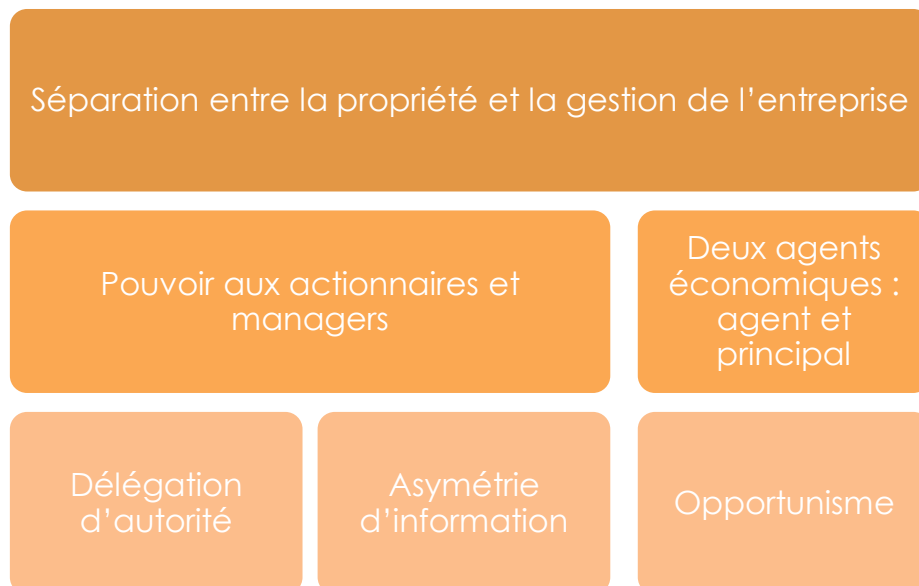 Séparation entre la propriété et la gestion de l’entreprise
Pouvoir aux actionnaires et
managers
Deux agents
économiques :
agent et
principal
Délégation
d’autorité
Asymétrie
d’information
Opportunisme